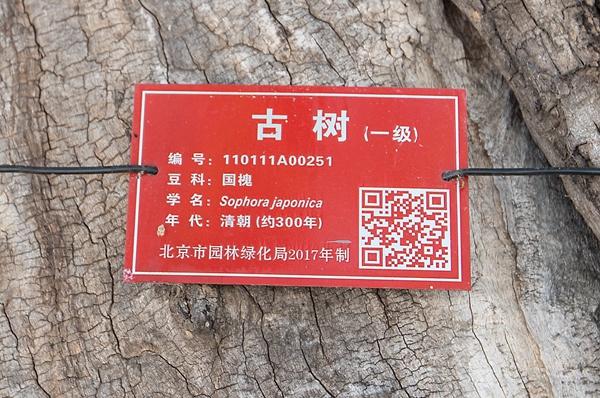 古树(一级)
编号：110111A00251
豆科：国槐
学名：Sophora japonica
年代：清朝(约300年)
北京市园林绿化局2017年制